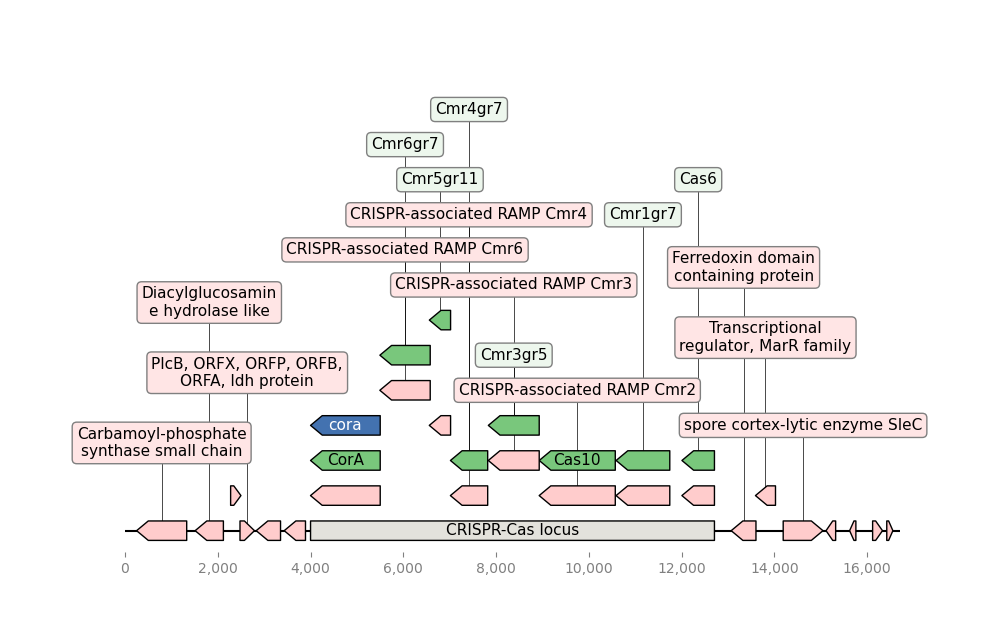 Cmr4gr7
Cmr6gr7
Cmr5gr11
Cas6
CRISPR-associated RAMP Cmr4
Cmr1gr7
CRISPR-associated RAMP Cmr6
Ferredoxin domain
containing protein
CRISPR-associated RAMP Cmr3
Diacylglucosamin
e hydrolase like
Transcriptional
regulator, MarR family
Cmr3gr5
PlcB, ORFX, ORFP, ORFB,
ORFA, ldh protein
CRISPR-associated RAMP Cmr2
cora
spore cortex-lytic enzyme SleC
Carbamoyl-phosphate
synthase small chain
CorA
Cas10
CRISPR-Cas locus
0
2,000
4,000
6,000
8,000
10,000
12,000
14,000
16,000